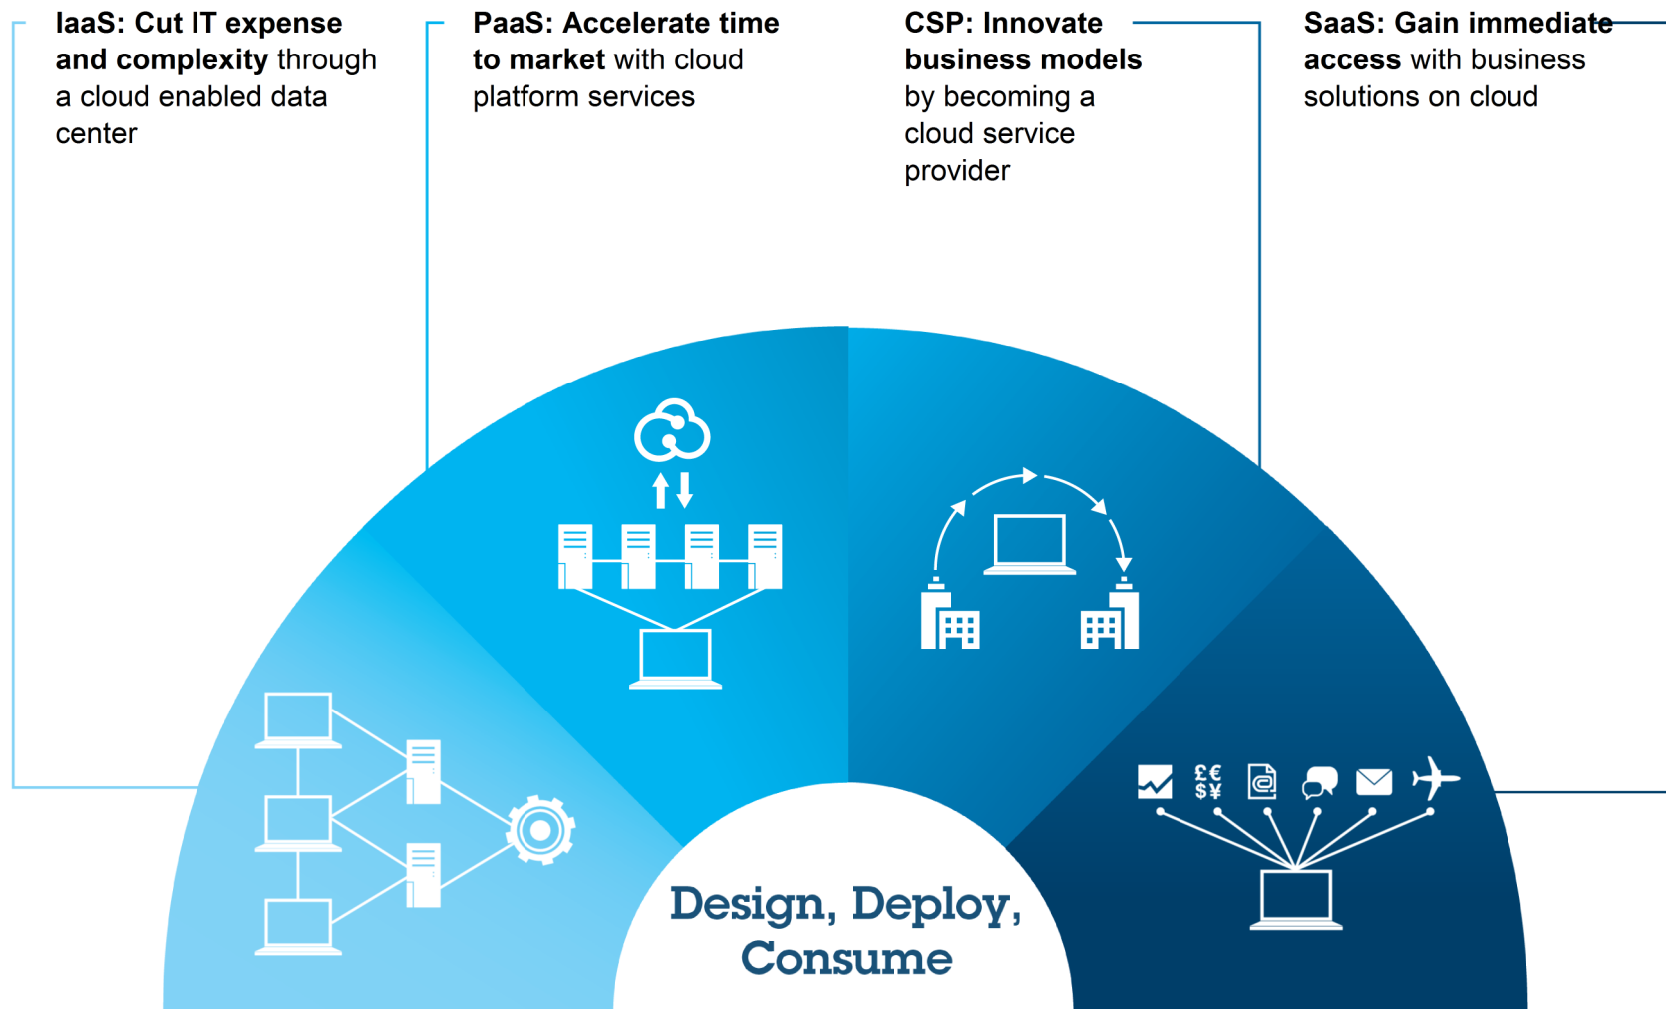 IaaS: Cut IT expense
and complexity through
a cloud enabled data
center
PaaS: Accelerate time
to market with cloud
platform services
CSP: Innovate
business models
by becoming a
cloud service
provider
SaaS: Gain immediate
access with business
solutions on cloud
£€
$¥
Design, Deploy,
Consume